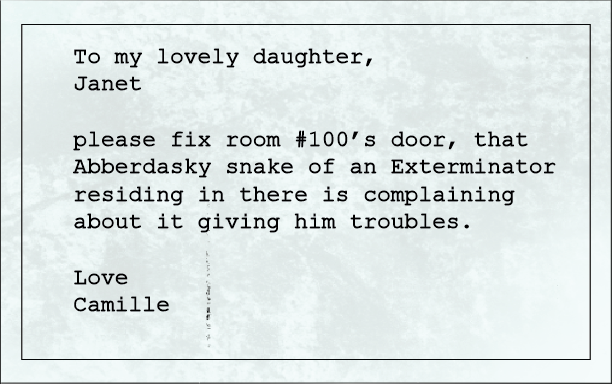 To my lovely daughter,
Janet
please fix room #100’s door, that
Abberdasky snake of an Exterminator
residing in there is complaining
about it giving him troubles.
Love
Camille